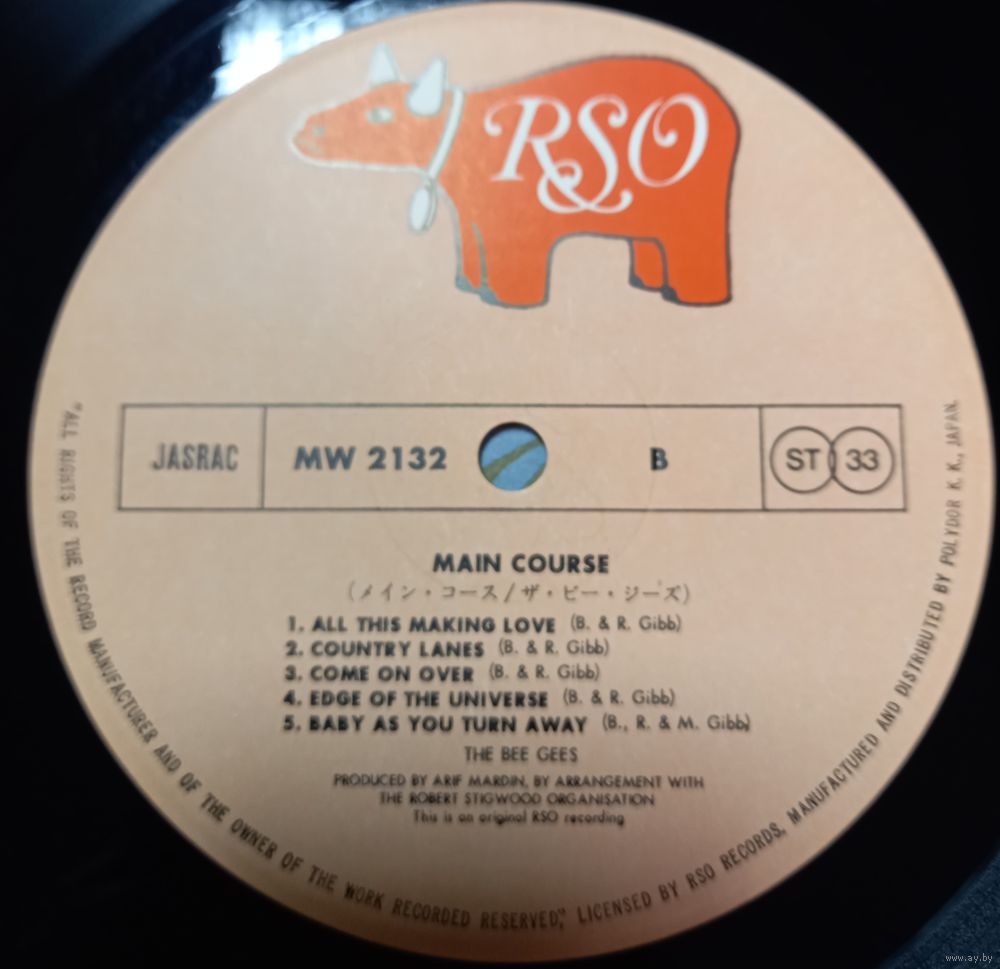 RSO
JASRAC MW 2132 B ST 33
MAIN COURSE
(メイン・コース/ザ・ビー・ジーズ)
1. ALL THIS MAKING LOVE (B. & R. Gibb)
2. COUNTRY LANES (B. & R. Gibb)
3. COME ON OVER (B. & R. Gibb)
4. EDGE OF THE UNIVERSE (B. & R. Gibb)
5. BABY AS YOU TURN AWAY (B., R. & M. Gibb)
THE BEE GEES
PRODUCED BY ARIF MARDIN, BY ARRANGEMENT WITH
THE ROBERT STIGWOOD ORGANISATION
This is an original RSO recording
"ALL RIGHTS OF THE RECORD MANUFACTURER AND OF THE OWNER OF THE WORK RECORDED RESERVED", LICENSED BY RSO RECORDS, MANUFACTURED AND DISTRIBUTED BY POLYDOR K. K., JAPAN.
www.ay.by